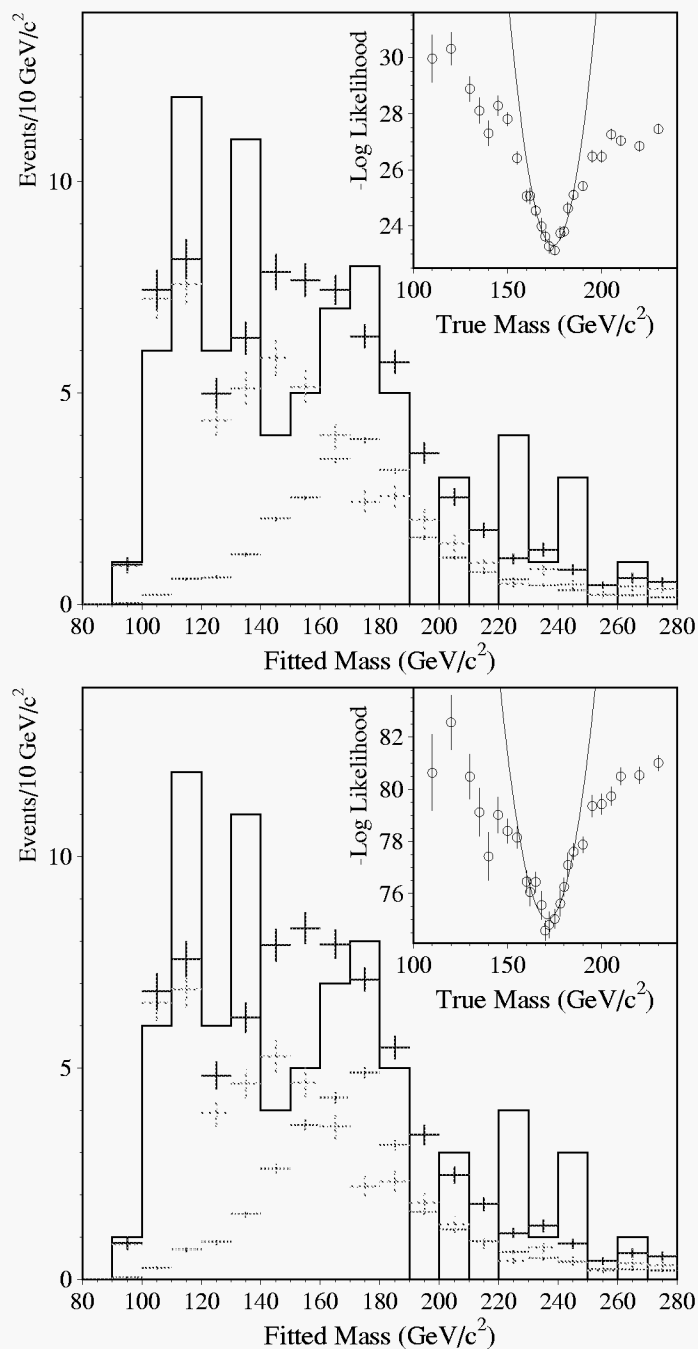 Events/10 GeV/c²
10
5
0
80 100 120 140 160 180 200 220 240 260 280
Fitted Mass (GeV/c²)
-Log Likelihood
30
28
26
24
100 150 200
True Mass (GeV/c²)
Events/10 GeV/c²
10
5
0
80 100 120 140 160 180 200 220 240 260 280
Fitted Mass (GeV/c²)
-Log Likelihood
82
80
78
76
100 150 200
True Mass (GeV/c²)